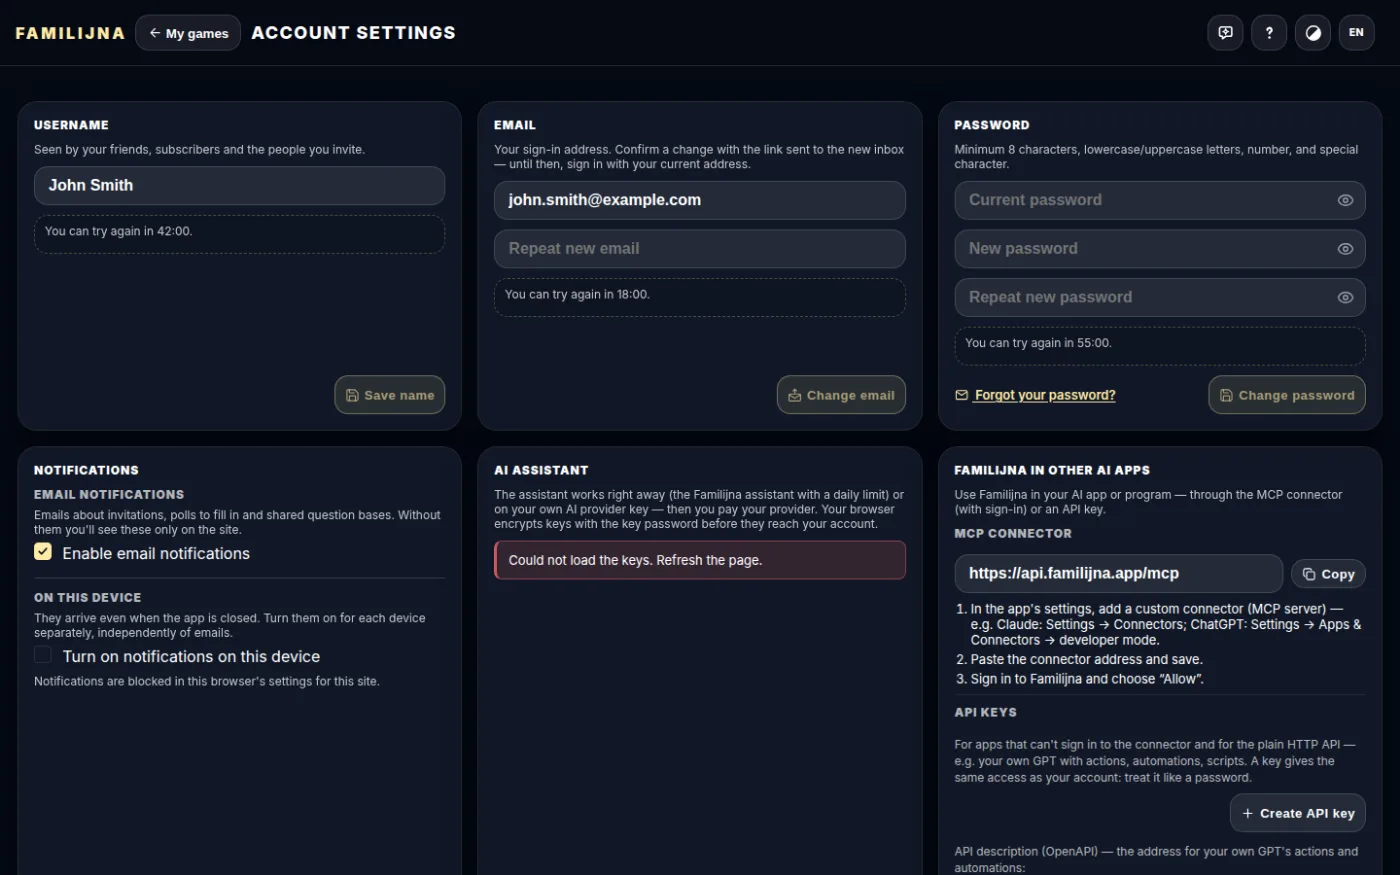 FAMILIJNA
← My games
ACCOUNT SETTINGS
?
EN
USERNAME
Seen by your friends, subscribers and the people you invite.
John Smith
You can try again in 42:00.
Save name
EMAIL
Your sign-in address. Confirm a change with the link sent to the new inbox
— until then, sign in with your current address.
john.smith@example.com
Repeat new email
You can try again in 18:00.
Change email
PASSWORD
Minimum 8 characters, lowercase/uppercase letters, number, and special
character.
Current password
New password
Repeat new password
You can try again in 55:00.
Forgot your password?
Change password
NOTIFICATIONS
EMAIL NOTIFICATIONS
Emails about invitations, polls to fill in and shared question bases. Without
them you'll see these only on the site.
Enable email notifications
ON THIS DEVICE
They arrive even when the app is closed. Turn them on for each device
separately, independently of emails.
Turn on notifications on this device
Notifications are blocked in this browser's settings for this site.
AI ASSISTANT
The assistant works right away (the Familijna assistant with a daily limit) or
on your own AI provider key — then you pay your provider. Your browser
encrypts keys with the key password before they reach your account.
Could not load the keys. Refresh the page.
FAMILIJNA IN OTHER AI APPS
Use Familijna in your AI app or program — through the MCP connector
(with sign-in) or an API key.
MCP CONNECTOR
https://api.familijna.app/mcp
Copy
1. In the app's settings, add a custom connector (MCP server) —
e.g. Claude: Settings → Connectors; ChatGPT: Settings → Apps &
Connectors → developer mode.
2. Paste the connector address and save.
3. Sign in to Familijna and choose “Allow”.
API KEYS
For apps that can't sign in to the connector and for the plain HTTP API —
e.g. your own GPT with actions, automations, scripts. A key gives the
same access as your account: treat it like a password.
+ Create API key
API description (OpenAPI) — the address for your own GPT's actions and
automations: